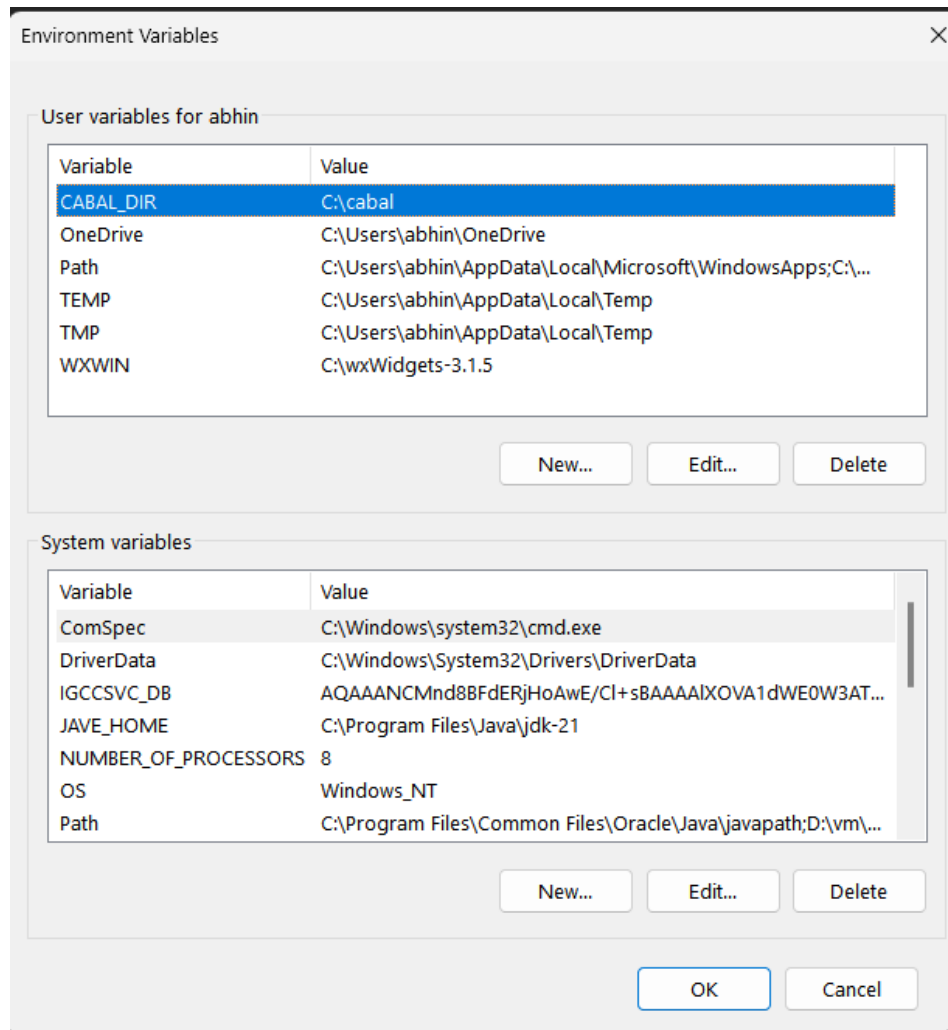 Environment Variables
User variables for abhin
Variable Value
CABAL_DIR C:\cabal
OneDrive C:\Users\abhin\OneDrive
Path C:\Users\abhin\AppData\Local\Microsoft\WindowsApps;C:\...
TEMP C:\Users\abhin\AppData\Local\Temp
TMP C:\Users\abhin\AppData\Local\Temp
WXWIN C:\wxWidgets-3.1.5
New... Edit... Delete
System variables
Variable Value
ComSpec C:\Windows\system32\cmd.exe
DriverData C:\Windows\System32\Drivers\DriverData
IGCCSVC_DB AQAAANCMnd8BFdERjHoAwE/Cl+sBAAAAlXOVA1dWE0W3AT...
JAVE_HOME C:\Program Files\Java\jdk-21
NUMBER_OF_PROCESSORS 8
OS Windows_NT
Path C:\Program Files\Common Files\Oracle\Java\javapath;D:\vm\...
New... Edit... Delete
OK Cancel